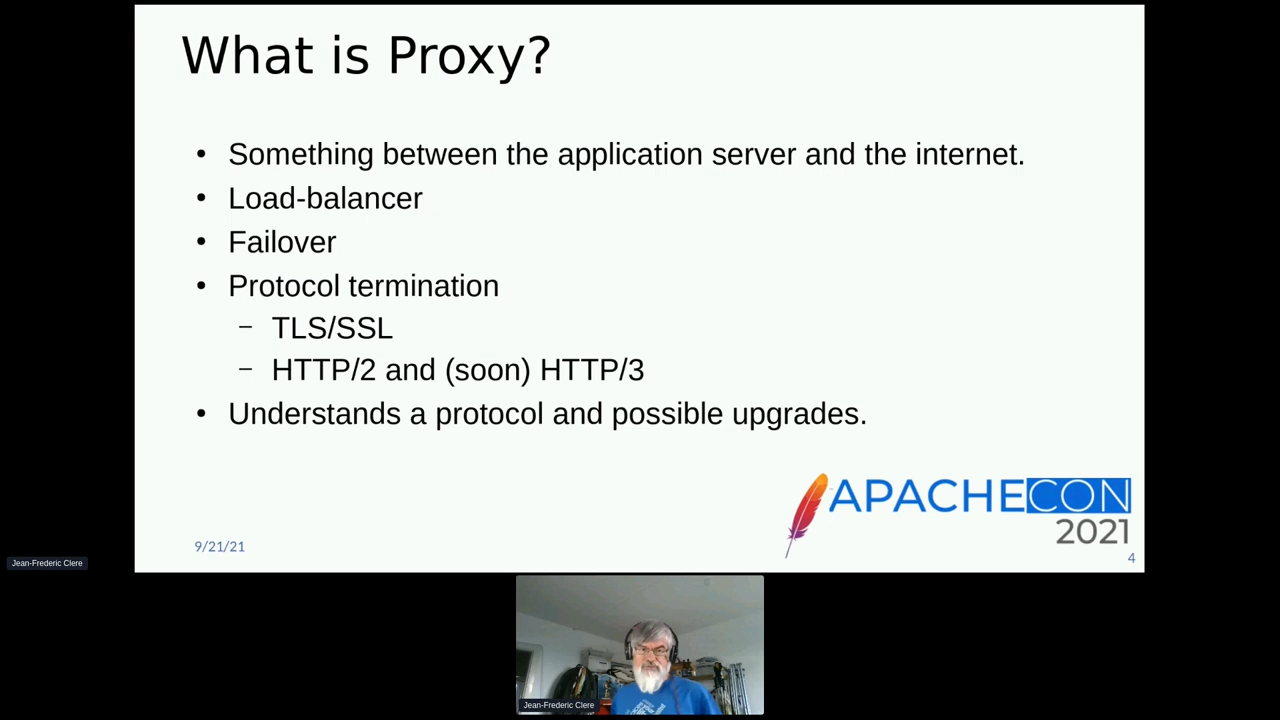 What is Proxy?
• Something between the application server and the internet.
• Load-balancer
• Failover
• Protocol termination
– TLS/SSL
– HTTP/2 and (soon) HTTP/3
• Understands a protocol and possible upgrades.
APACHECON
2021
9/21/21
4
Jean-Frederic Clere
Jean-Frederic Clere